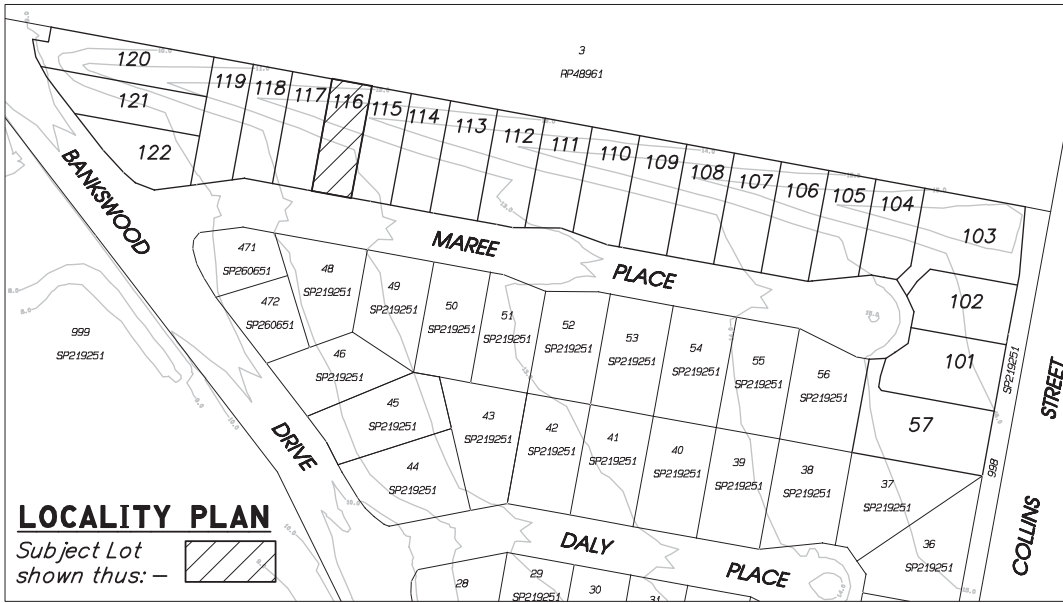 3
RP48961
120
121
122
119
118
117
116
115
114
113
112
111
110
109
108
107
106
105
104
103
102
101
57
BANKSWOOD
DRIVE
MAREE
PLACE
471
SP260651
472
SP260651
48
SP219251
49
SP219251
50
SP219251
51
SP219251
52
SP219251
53
SP219251
54
SP219251
55
SP219251
56
SP219251
999
SP219251
46
SP219251
45
SP219251
44
SP219251
43
SP219251
42
SP219251
41
SP219251
40
SP219251
39
SP219251
38
SP219251
37
SP219251
36
SP219251
SP219251
998
COLLINS
STREET
DALY
PLACE
28
29
SP219251
30
31
LOCALITY PLAN
Subject Lot
shown thus: –